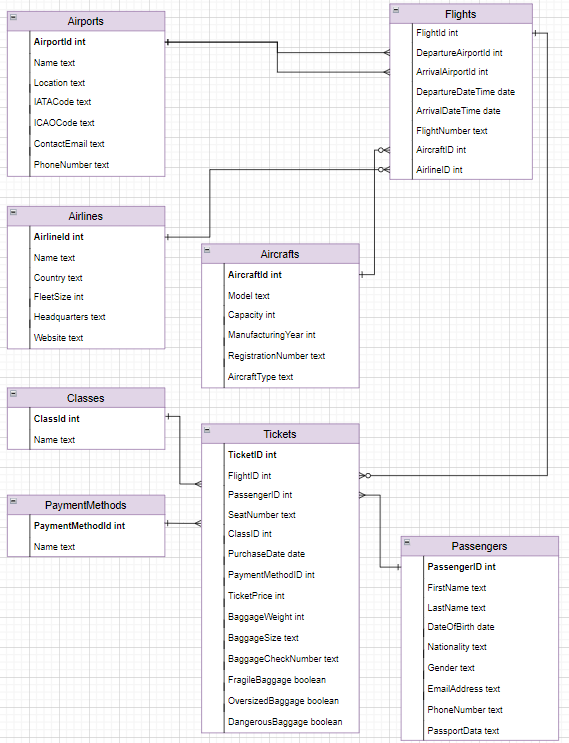 Airports
AirportId int
Name text
Location text
IATACode text
ICAOCode text
ContactEmail text
PhoneNumber text
Flights
FlightId int
DepartureAirportId int
ArrivalAirportId int
DepartureDateTime date
ArrivalDateTime date
FlightNumber text
AircraftID int
AirlineID int
Airlines
AirlineId int
Name text
Country text
FleetSize int
Headquarters text
Website text
Aircrafts
AircraftId int
Model text
Capacity int
ManufacturingYear int
RegistrationNumber text
AircraftType text
Classes
ClassId int
Name text
PaymentMethods
PaymentMethodId int
Name text
Tickets
TicketID int
FlightID int
PassengerID int
SeatNumber text
ClassID int
PurchaseDate date
PaymentMethodID int
TicketPrice int
BaggageWeight int
BaggageSize text
BaggageCheckNumber text
FragileBaggage boolean
OversizedBaggage boolean
DangerousBaggage boolean
Passengers
PassengerID int
FirstName text
LastName text
DateOfBirth date
Nationality text
Gender text
EmailAddress text
PhoneNumber text
PassportData text